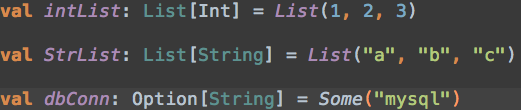 val intList: List[Int] = List(1, 2, 3)
val StrList: List[String] = List("a", "b", "c")
val dbConn: Option[String] = Some("mysql")